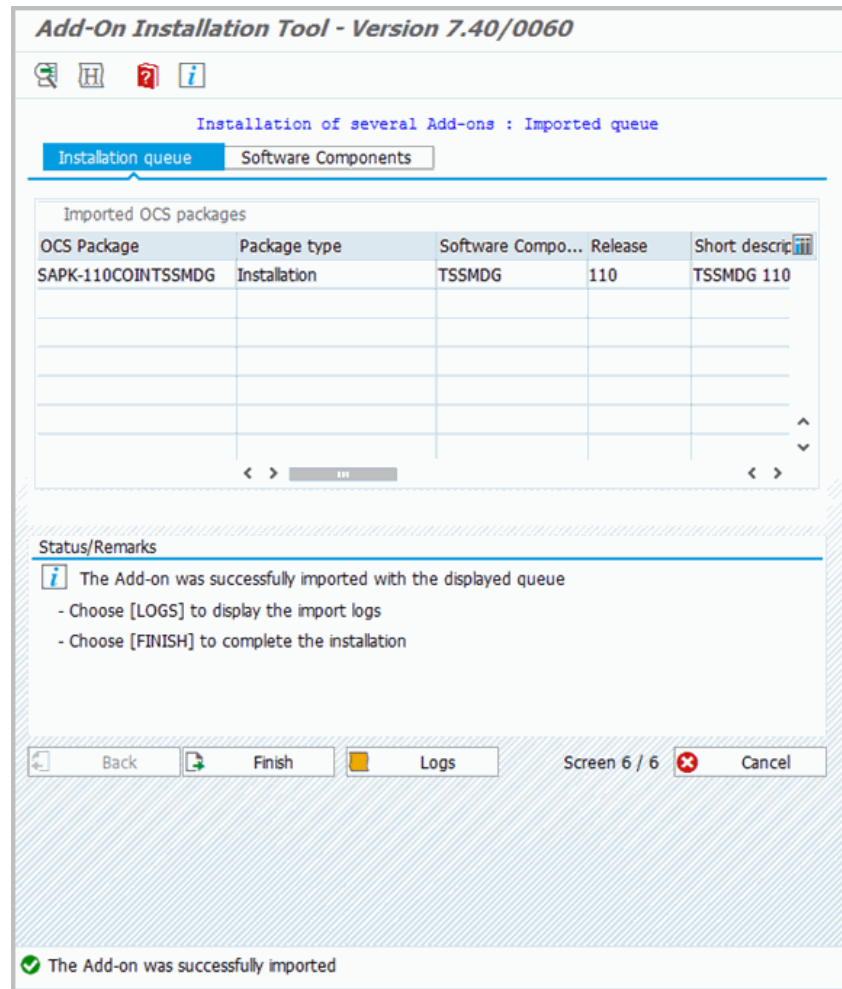 Add-On Installation Tool - Version 7.40/0060
Installation of several Add-ons : Imported queue
Installation queue Software Components
Imported OCS packages
OCS Package Package type Software Compo... Release Short descrip
SAPK-110COINTSSMDG Installation TSSMDG 110 TSSMDG 110
Status/Remarks
The Add-on was successfully imported with the displayed queue
- Choose [LOGS] to display the import logs
- Choose [FINISH] to complete the installation
Back Finish Logs Screen 6 / 6 Cancel
The Add-on was successfully imported